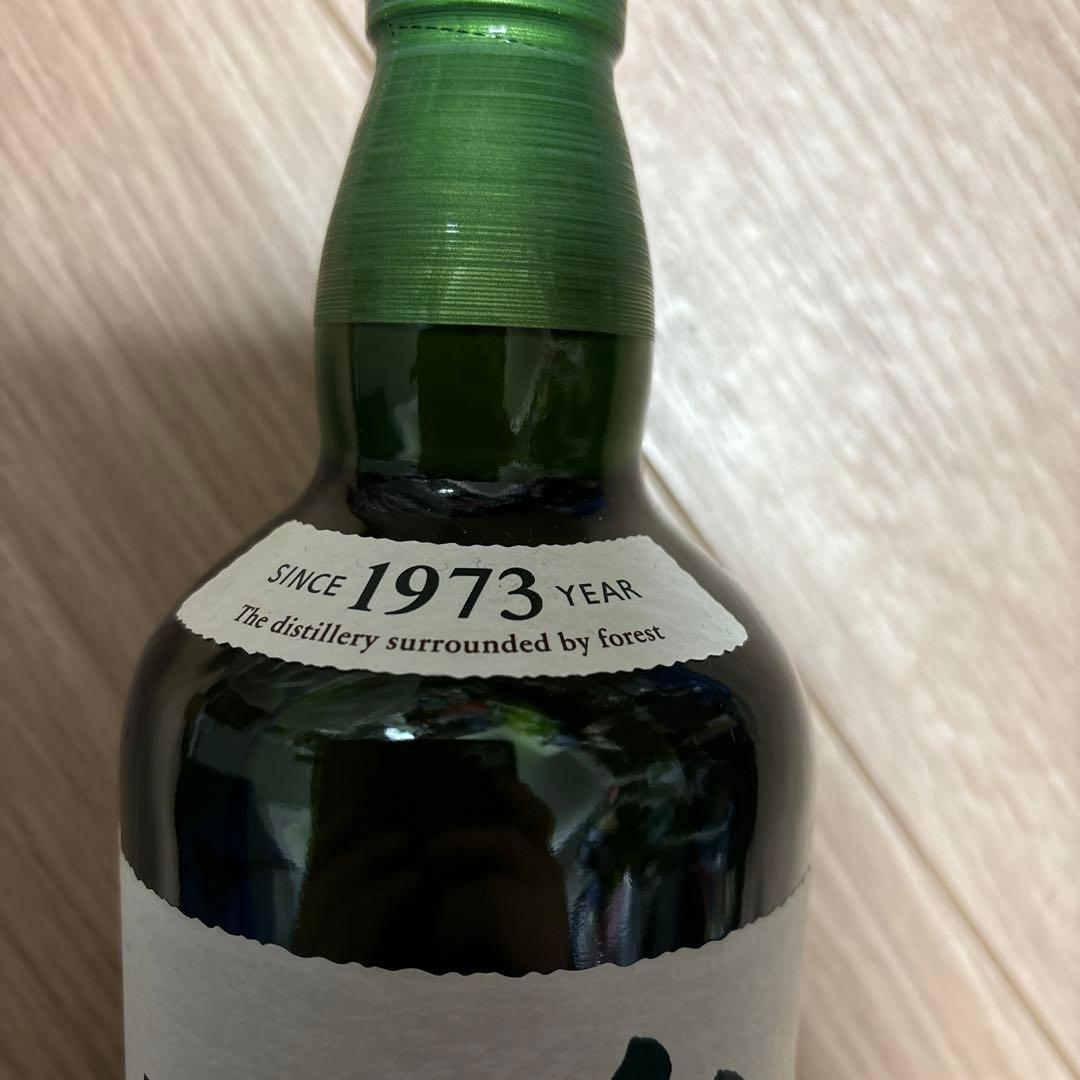 SINCE 1973 YEAR
The distillery surrounded by forest